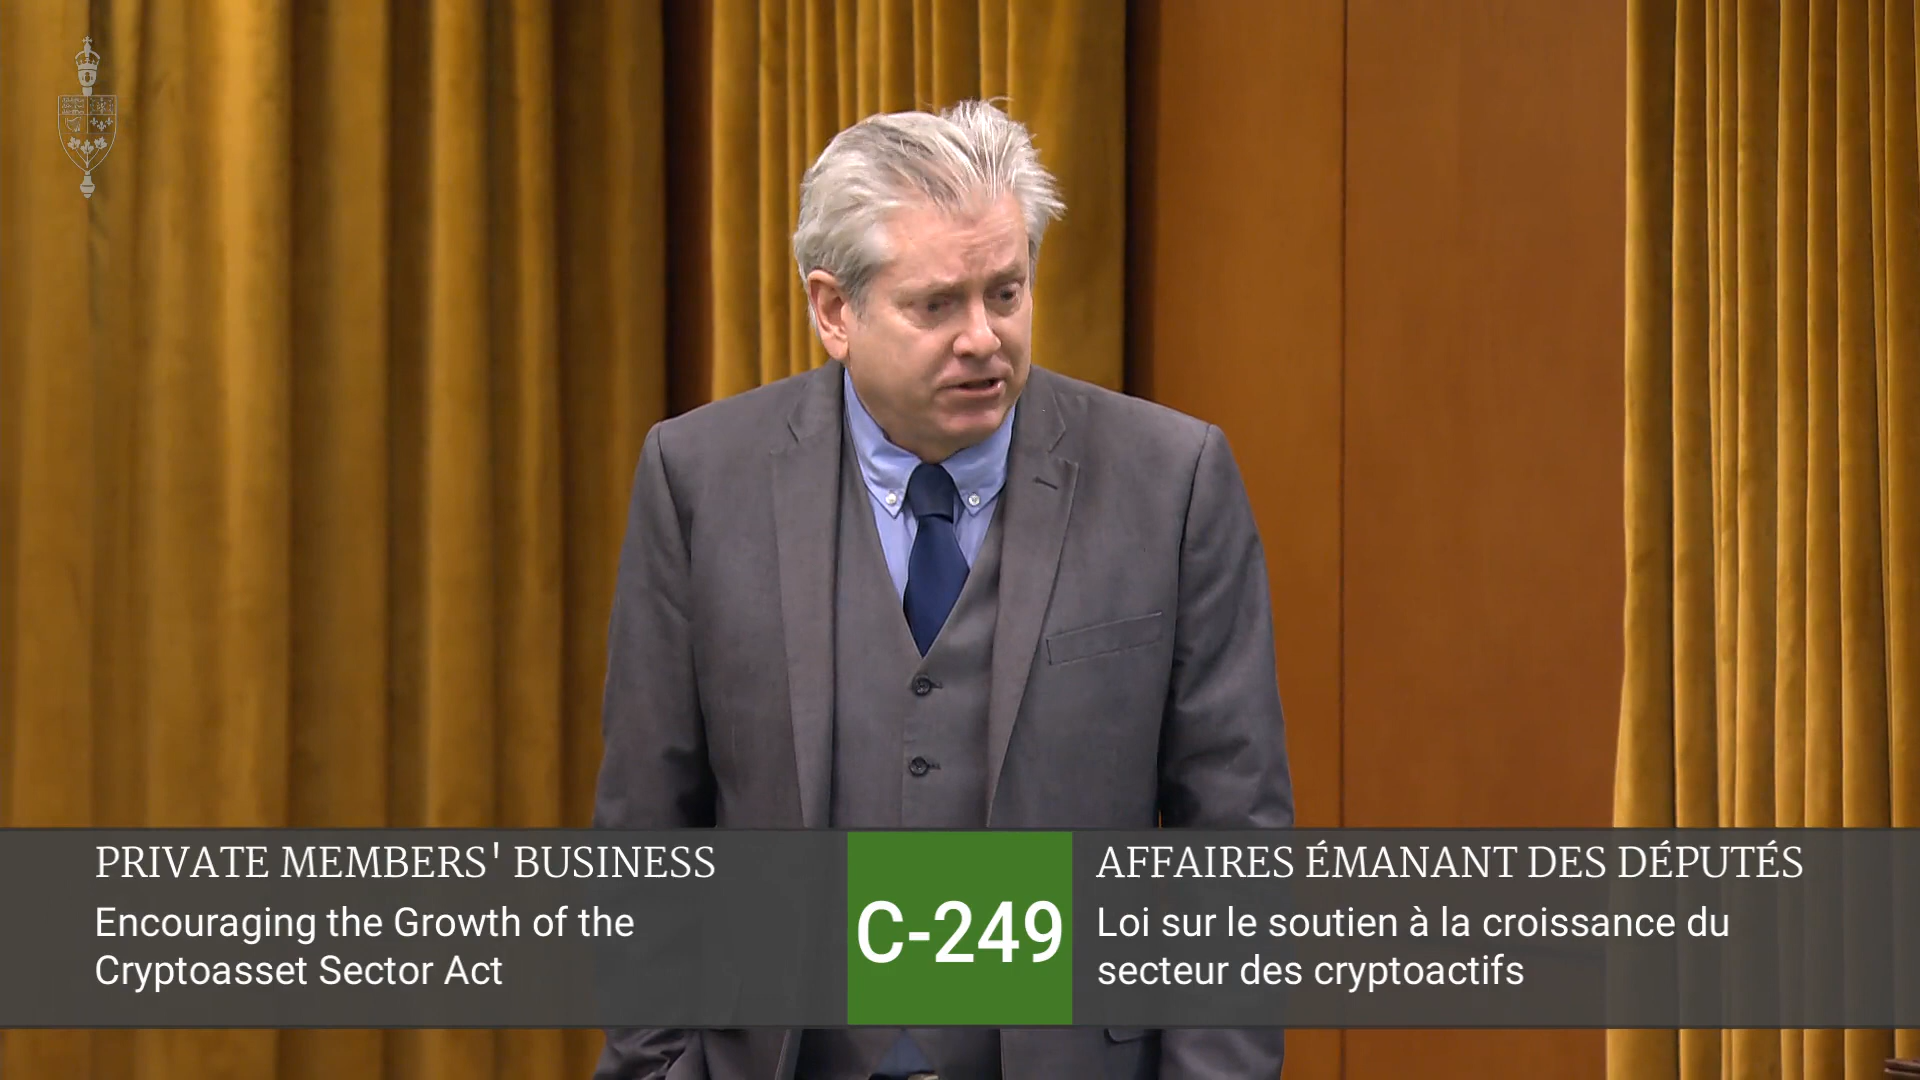 PRIVATE MEMBERS' BUSINESS
Encouraging the Growth of the
Cryptoasset Sector Act
C-249
AFFAIRES ÉMANANT DES DÉPUTÉS
Loi sur le soutien à la croissance du
secteur des cryptoactifs